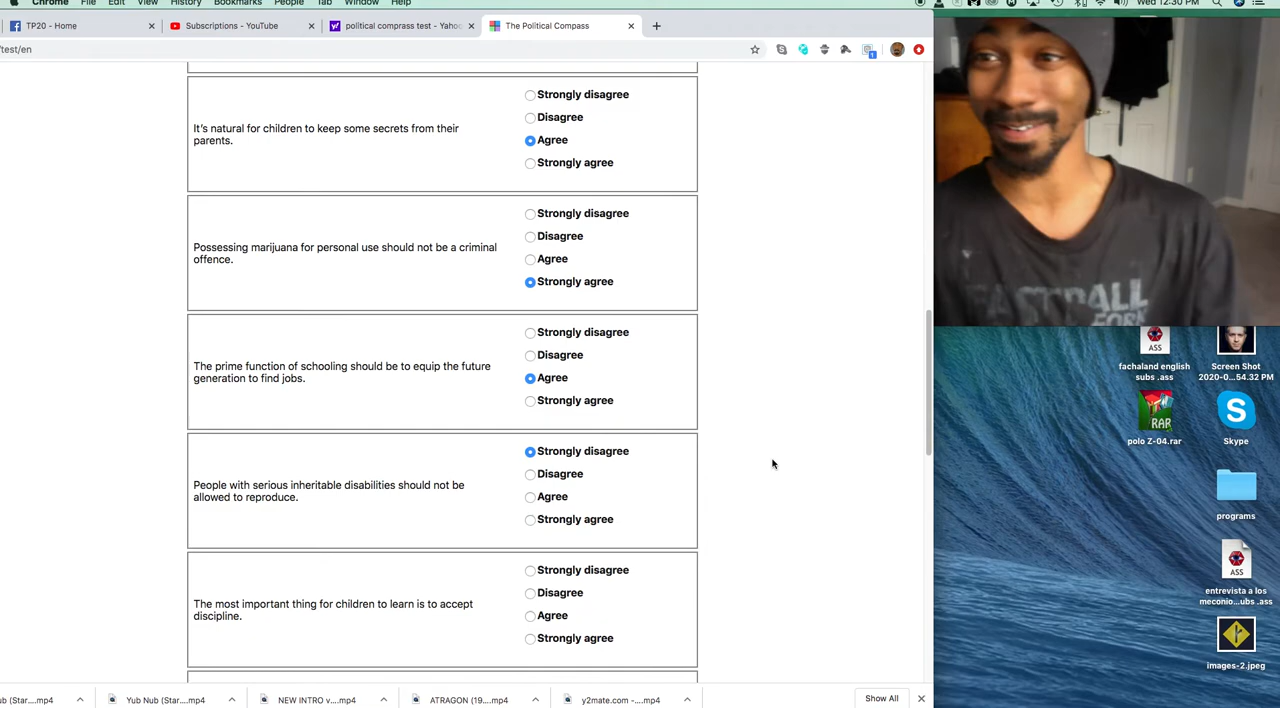 Chrome File Edit View History Bookmarks People Tab Window Help
Wed 12:30 PM
TP20 - Home
Subscriptions - YouTube
political compass test - Yahoo
The Political Compass
test/en
It's natural for children to keep some secrets from their
parents.
Strongly disagree
Disagree
Agree
Strongly agree
Possessing marijuana for personal use should not be a criminal
offence.
Strongly disagree
Disagree
Agree
Strongly agree
The prime function of schooling should be to equip the future
generation to find jobs.
Strongly disagree
Disagree
Agree
Strongly agree
People with serious inheritable disabilities should not be
allowed to reproduce.
Strongly disagree
Disagree
Agree
Strongly agree
The most important thing for children to learn is to accept
discipline.
Strongly disagree
Disagree
Agree
Strongly agree
ub (Star....mp4
Yub Nub (Star....mp4
NEW INTRO v....mp4
ATRAGON (19....mp4
y2mate.com -....mp4
Show All
ASS
fachaland english
subs .ass
Screen Shot
2020-0...54.32 PM
RAR
polo Z-04.rar
S
Skype
programs
ASS
entrevista a los
meconio...ubs .ass
images-2.jpeg